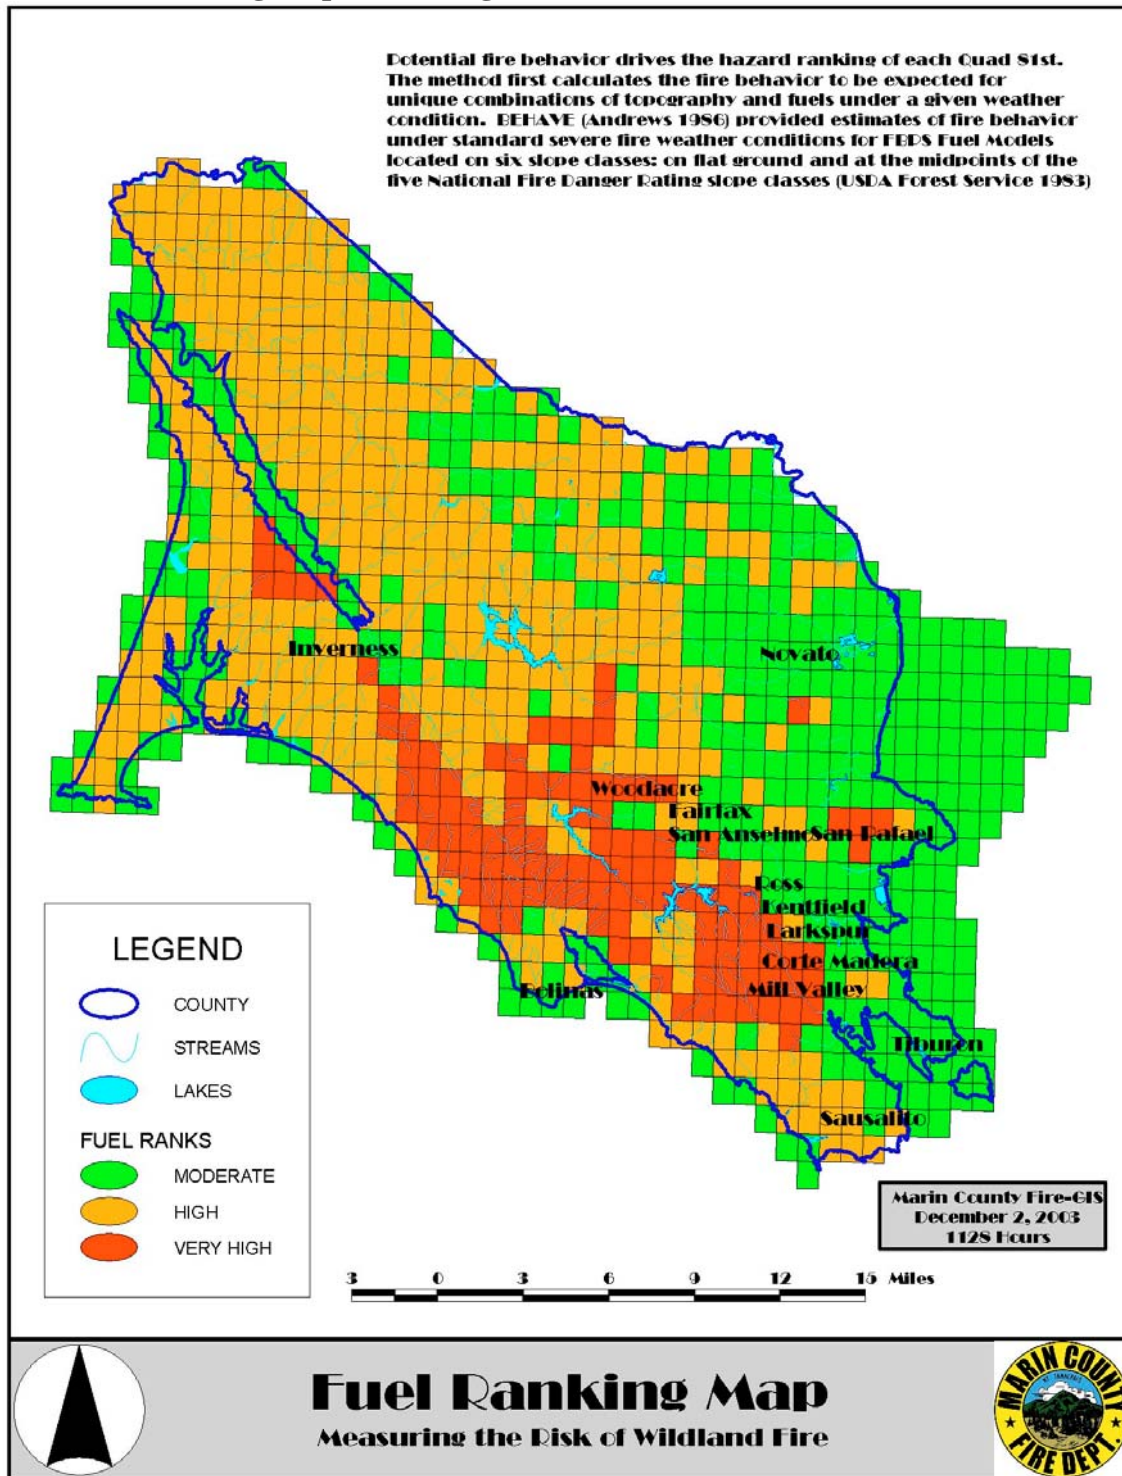 Potential fire behavior drives the hazard ranking of each Quad 81st.
The method first calculates the fire behavior to be expected for
unique combinations of topography and fuels under a given weather
condition. BEHAVE (Andrews 1986) provided estimates of fire behavior
under standard severe fire weather conditions for FBPS Fuel Models
located on six slope classes: on flat ground and at the midpoints of the
five National Fire Danger Rating slope classes (USDA Forest Service 1983)
Inverness
Novato
Woodacre
Fairfax
San Anselmo San Rafael
Ross
Kentfield
Larkspur
Corte Madera
Bolinas
Mill Valley
Tiburon
Sausalito
LEGEND
COUNTY
STREAMS
LAKES
FUEL RANKS
MODERATE
HIGH
VERY HIGH
Marin County Fire-GIS
December 2, 2003
1128 Hours
3 0 3 6 9 12 15 Miles
Fuel Ranking Map
Measuring the Risk of Wildland Fire
MARIN COUNTY
FIRE DEPT.